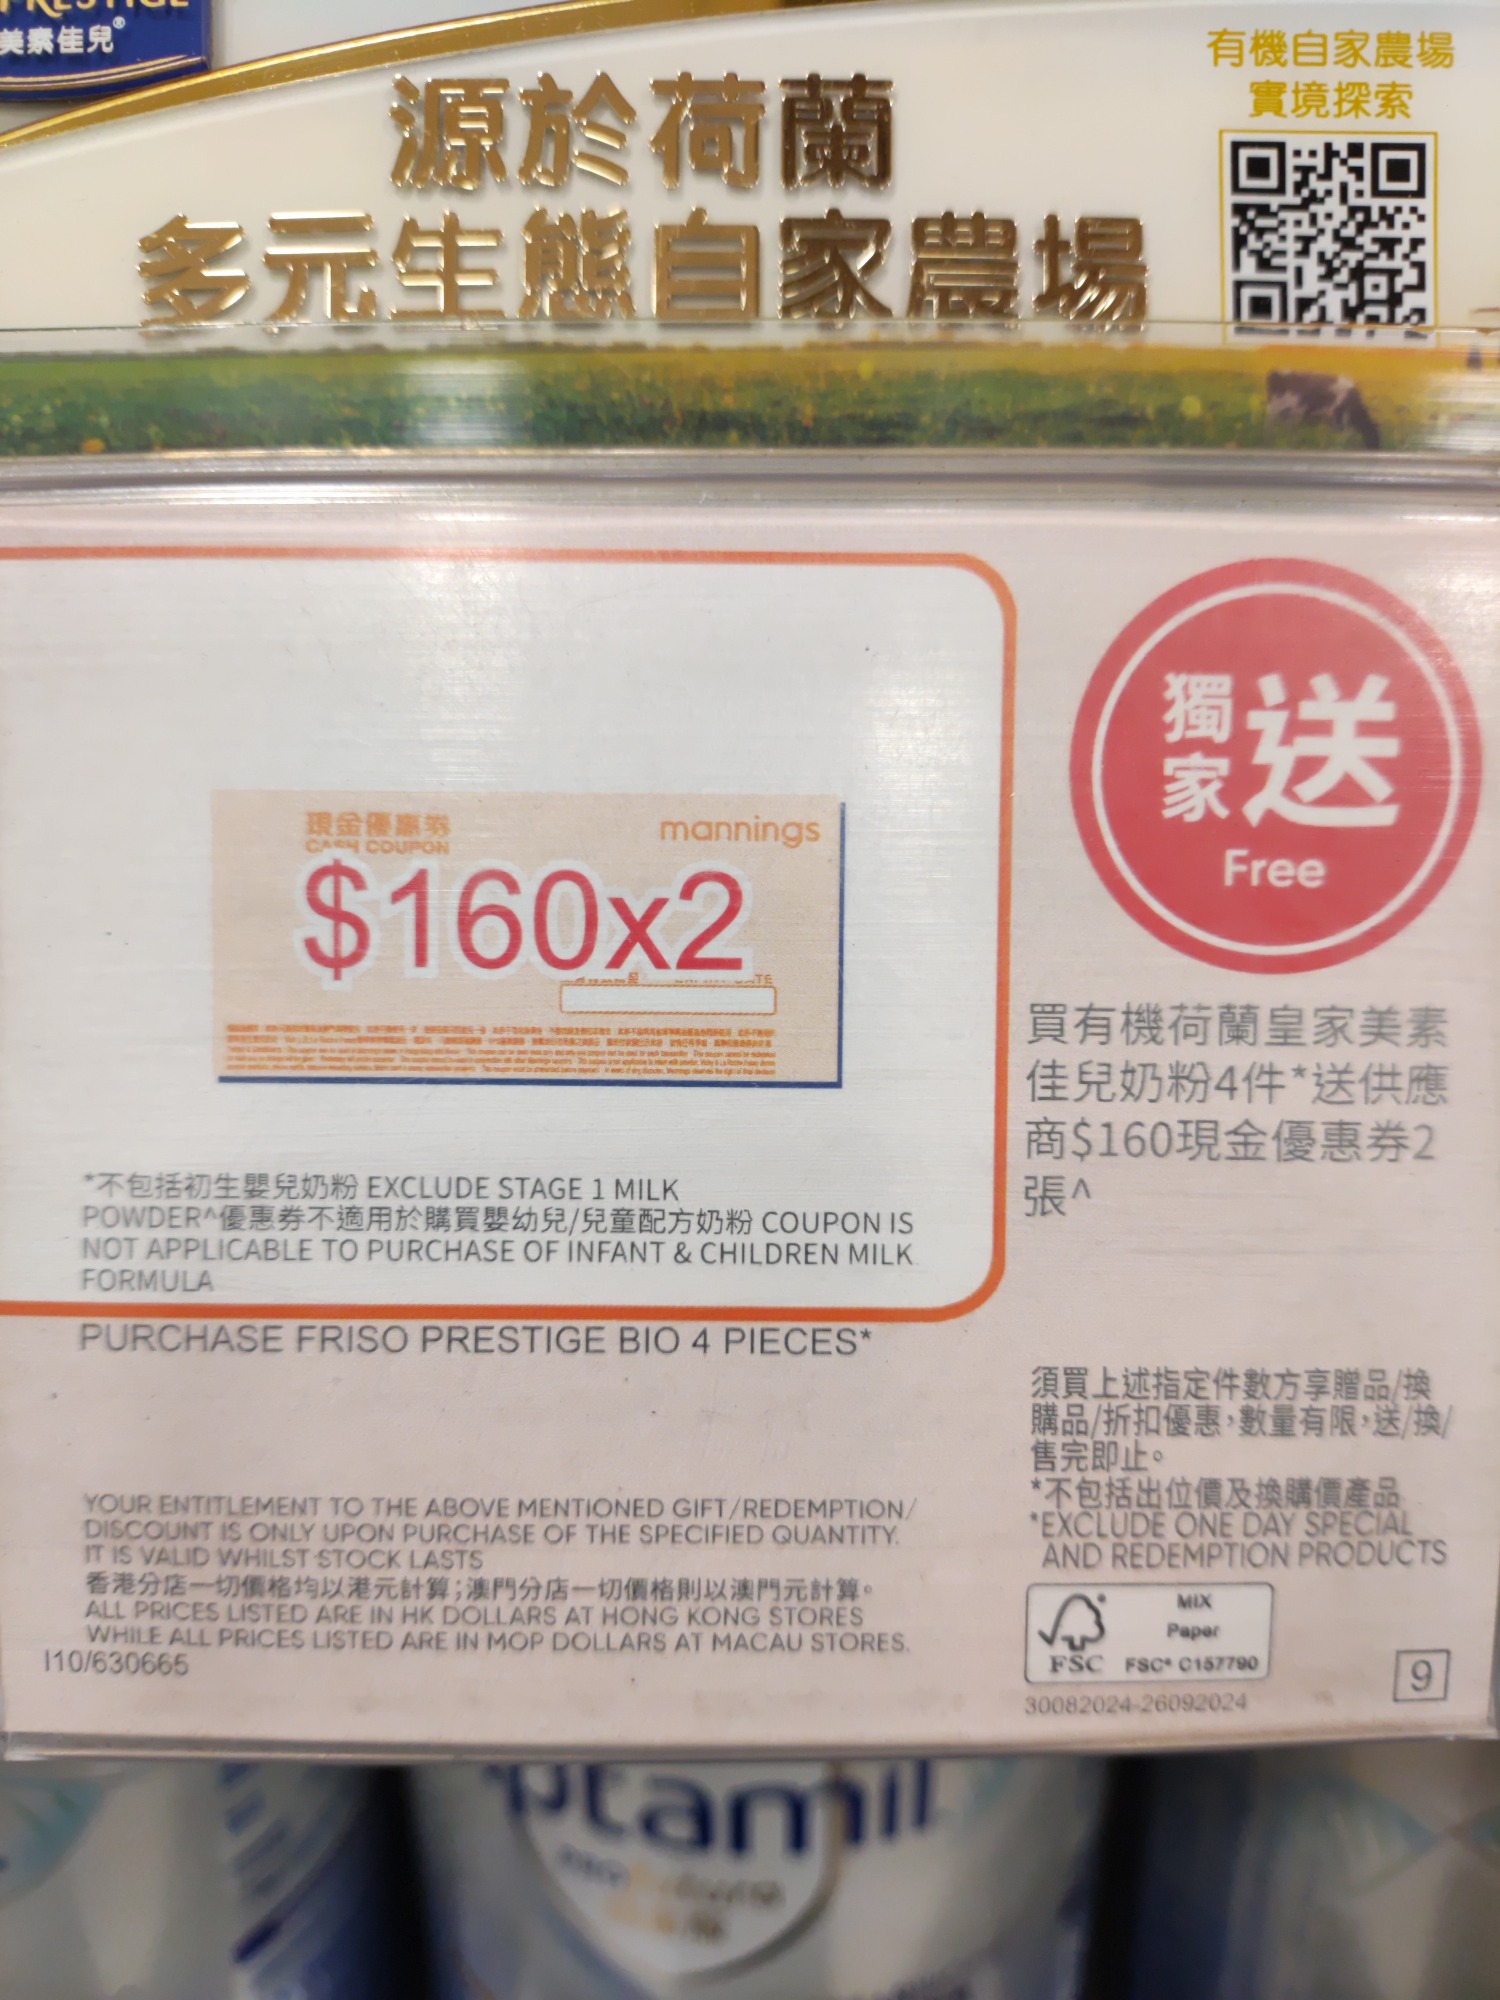 PRESTIGE
美素佳兒®
有機自家農場
實境探索
源於荷蘭
多元生態自家農場
獨家送
Free
現金優惠券
CASH COUPON
mannings
$160x2
買有機荷蘭皇家美素
佳兒奶粉4件*送供應
商$160現金優惠券2
張^
*不包括初生嬰兒奶粉 EXCLUDE STAGE 1 MILK
POWDER^優惠券不適用於購買嬰幼兒/兒童配方奶粉 COUPON IS
NOT APPLICABLE TO PURCHASE OF INFANT & CHILDREN MILK
FORMULA
PURCHASE FRISO PRESTIGE BIO 4 PIECES*
須買上述指定件數方享贈品/換
購品/折扣優惠,數量有限,送/換/
售完即止。
*不包括出位價及換購價產品
*EXCLUDE ONE DAY SPECIAL
AND REDEMPTION PRODUCTS
YOUR ENTITLEMENT TO THE ABOVE MENTIONED GIFT/REDEMPTION/
DISCOUNT IS ONLY UPON PURCHASE OF THE SPECIFIED QUANTITY.
IT IS VALID WHILST STOCK LASTS
香港分店一切價格均以港元計算;澳門分店一切價格則以澳門元計算。
ALL PRICES LISTED ARE IN HK DOLLARS AT HONG KONG STORES
WHILE ALL PRICES LISTED ARE IN MOP DOLLARS AT MACAU STORES.
I10/630665
MIX
Paper
FSC FSC® C157790
30082024-26092024
9
ptamil